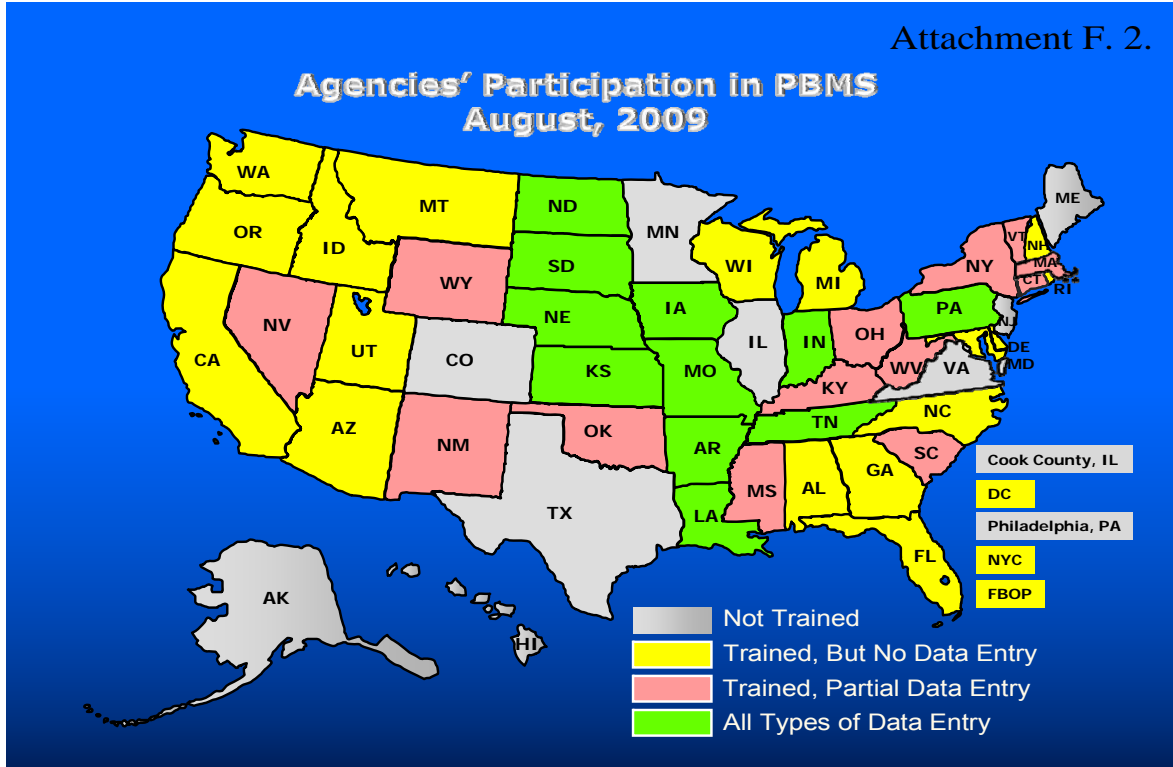 Attachment F. 2.
Agencies' Participation in PBMS
August, 2009
WA
MT
ND
MN
ME
OR
ID
SD
WI
MI
VT
NH
NY
MA
CT
RI
WY
NE
IA
PA
NJ
NV
UT
CO
IL
IN
OH
DE
MD
CA
KS
MO
WV
VA
KY
AZ
NM
OK
AR
TN
NC
SC
MS
AL
GA
TX
LA
FL
Cook County, IL
DC
Philadelphia, PA
NYC
FBOP
AK
HI
Not Trained
Trained, But No Data Entry
Trained, Partial Data Entry
All Types of Data Entry